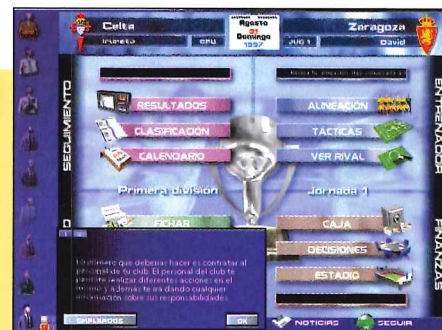 Celta
Agosto
31
Domingo
1997
Zaragoza
Irureta
CPU
JUG 1
David
SEGUIMIENTO
RESULTADOS
CLASIFICACIÓN
CALENDARIO
ALINEACIÓN
TÁCTICAS
VER RIVAL
ENTRENADOR
Primera división
Jornada 1
FICHAR
CAJA
DECISIONES
ESTADIO
FINANZAS
Lo primero que deberías hacer es contratar al
personal de tu club. El personal del club te
permite realizar diferentes acciones en el
mismo y además te irá dando cualquier
información sobre sus responsabilidades.
EMPLEADOS
OK
NOTICIAS
SEGUIR